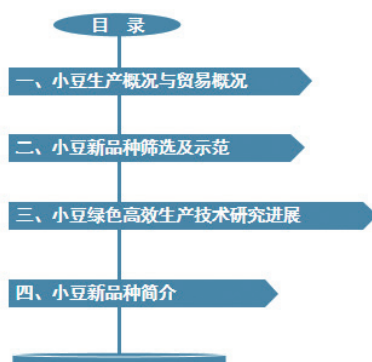 目 录
一、小豆生产概况与贸易概况
二、小豆新品种筛选及示范
三、小豆绿色高效生产技术研究进展
四、小豆新品种简介